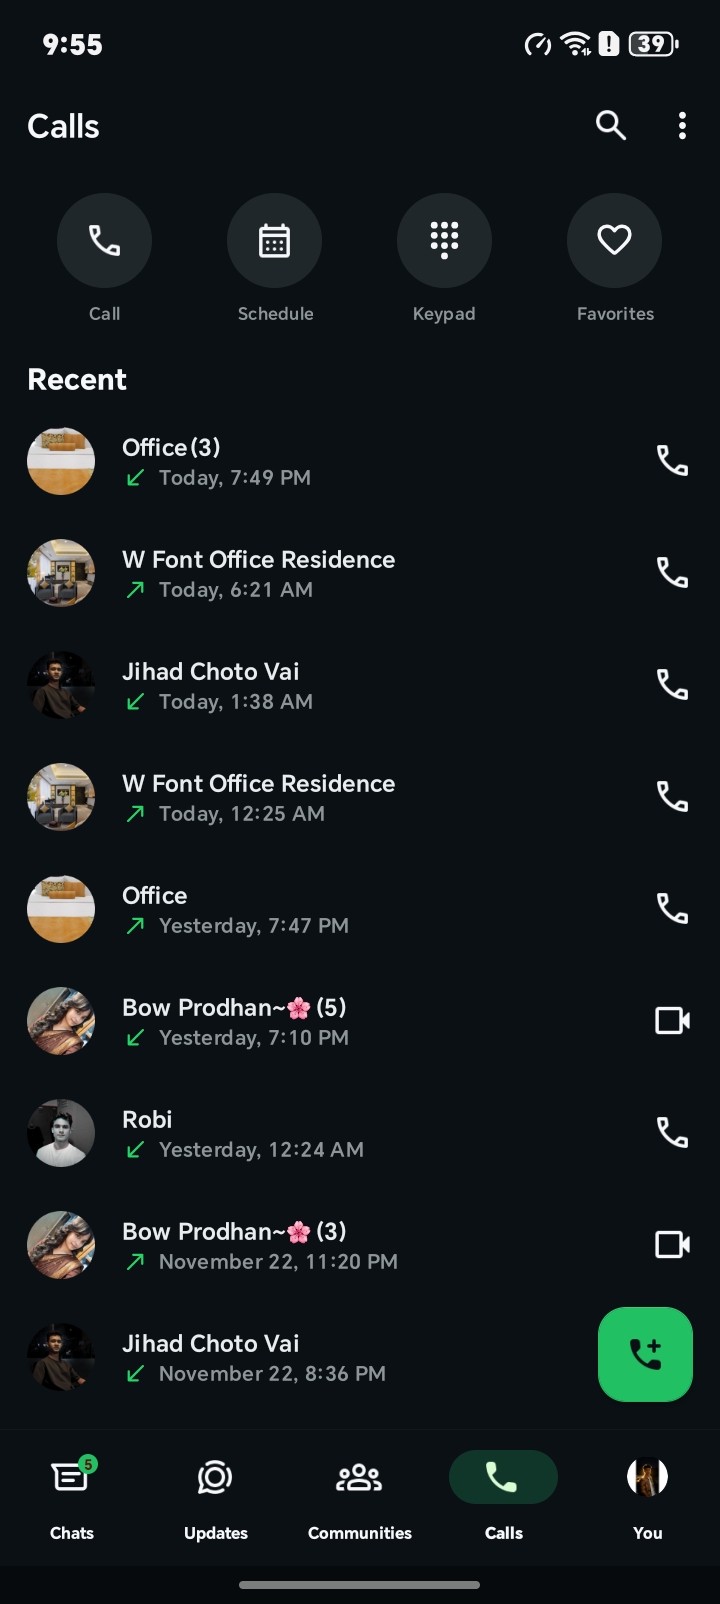 9:55
39
Calls
Call
Schedule
Keypad
Favorites
Recent
Office (3)
Today, 7:49 PM
W Font Office Residence
Today, 6:21 AM
Jihad Choto Vai
Today, 1:38 AM
W Font Office Residence
Today, 12:25 AM
Office
Yesterday, 7:47 PM
Bow Prodhan~🌸 (5)
Yesterday, 7:10 PM
Robi
Yesterday, 12:24 AM
Bow Prodhan~🌸 (3)
November 22, 11:20 PM
Jihad Choto Vai
November 22, 8:36 PM
5
Chats
Updates
Communities
Calls
You